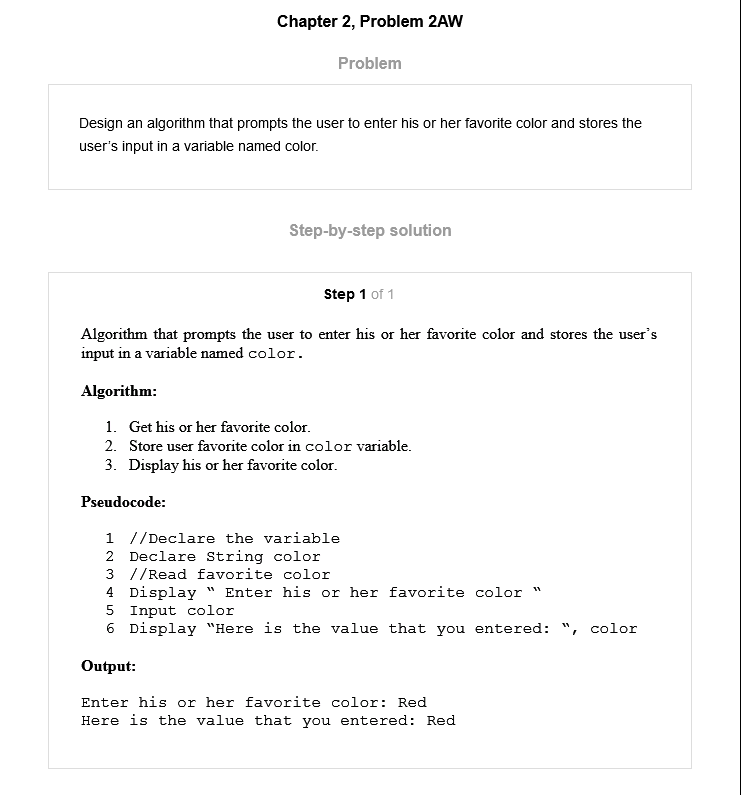 Chapter 2, Problem 2AW
Problem
Design an algorithm that prompts the user to enter his or her favorite color and stores the
user's input in a variable named color.
Step-by-step solution
Step 1 of 1
Algorithm that prompts the user to enter his or her favorite color and stores the user's
input in a variable named color.
Algorithm:
1. Get his or her favorite color.
2. Store user favorite color in color variable.
3. Display his or her favorite color.
Pseudocode:
1 //Declare the variable
2 Declare String color
3 //Read favorite color
4 Display “ Enter his or her favorite color “
5 Input color
6 Display “Here is the value that you entered: “, color
Output:
Enter his or her favorite color: Red
Here is the value that you entered: Red